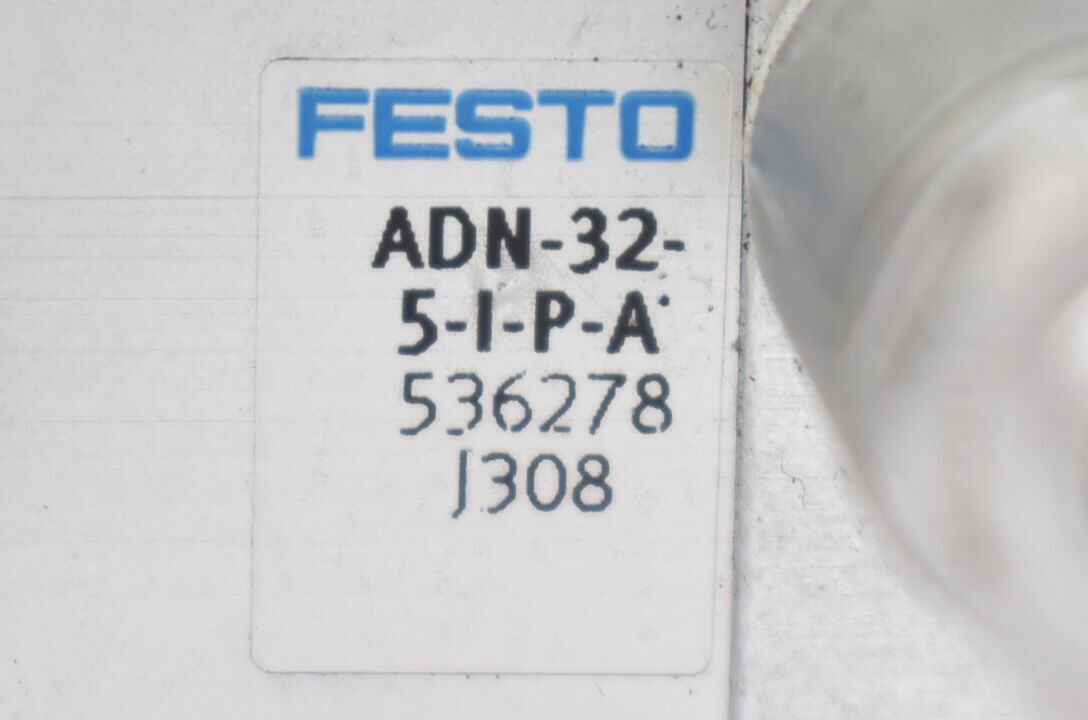 FESTO
ADN-32-
5-I-P-A
536278
J308